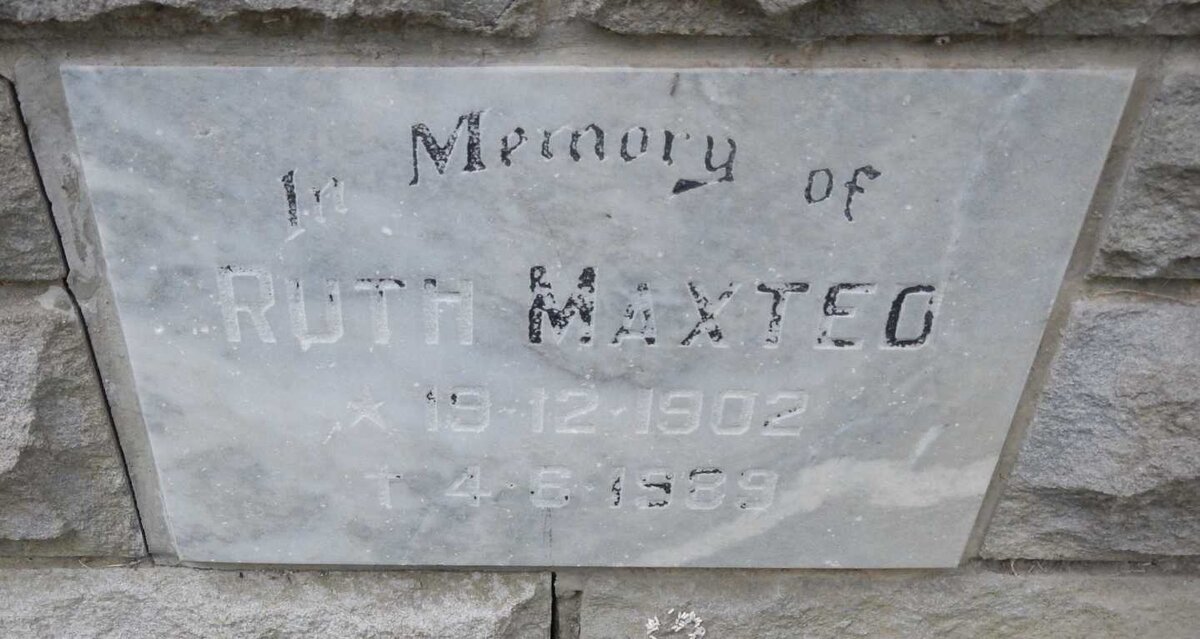 In Memory of
RUTH MAXTED
* 19-12-1902
† 4-6-1989